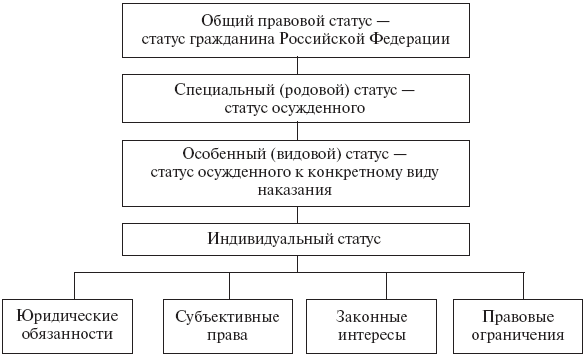 Общий правовой статус —
статус гражданина Российской Федерации
Специальный (родовой) статус —
статус осужденного
Особенный (видовой) статус —
статус осужденного к конкретному виду
наказания
Индивидуальный статус
Юридические
обязанности
Субъективные
права
Законные
интересы
Правовые
ограничения